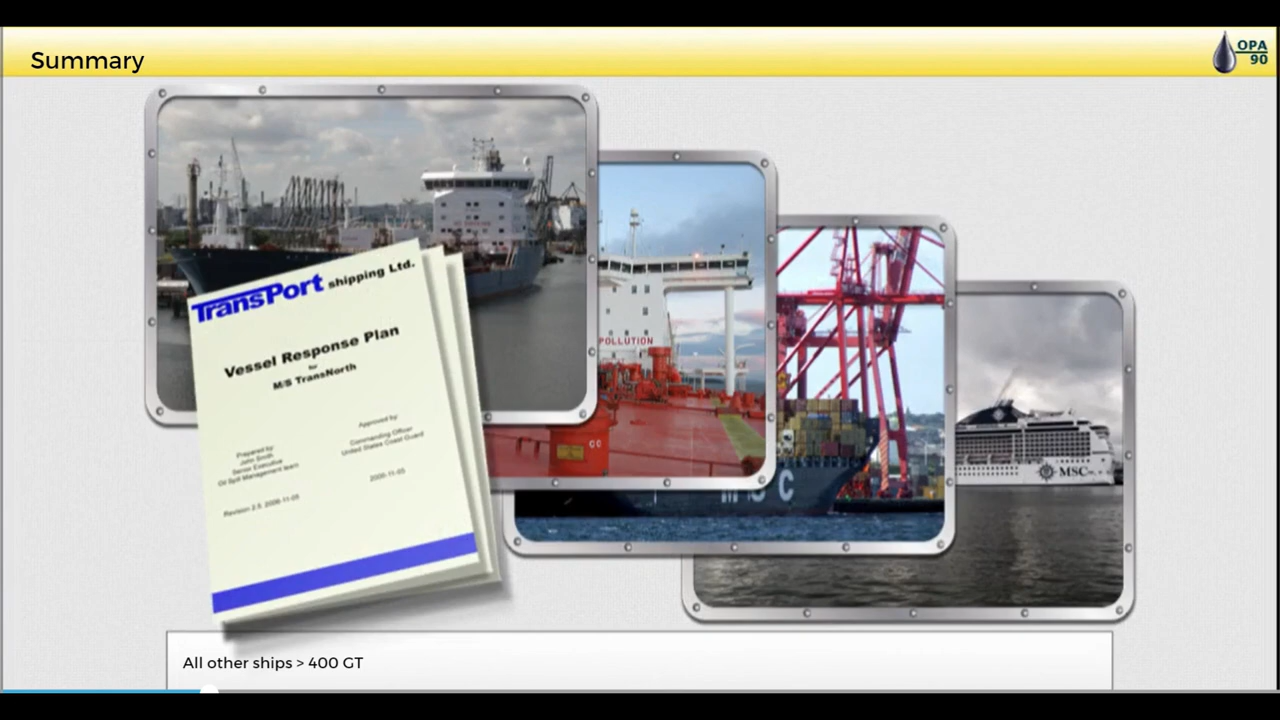 Summary
OPA
90
TransPort shipping Ltd.
Vessel Response Plan
for
M/S TransNorth
Prepared by:
John Smith
Senior Executive
Oil Spill Management team
Approved by:
Commanding Officer
United States Coast Guard
2006-11-05
Revision 2.5. 2006-11-05
POLLUTION
MSC
MSC
All other ships > 400 GT